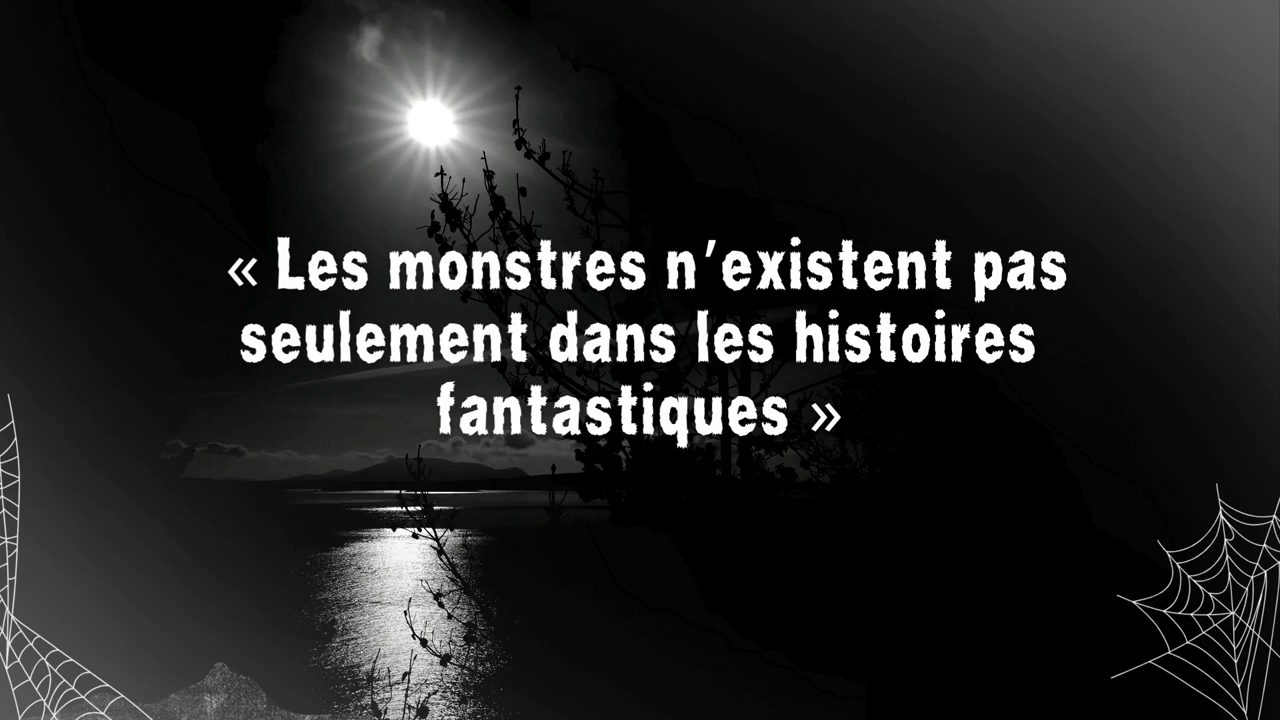 « Les monstres n’existent pas
seulement dans les histoires
fantastiques »